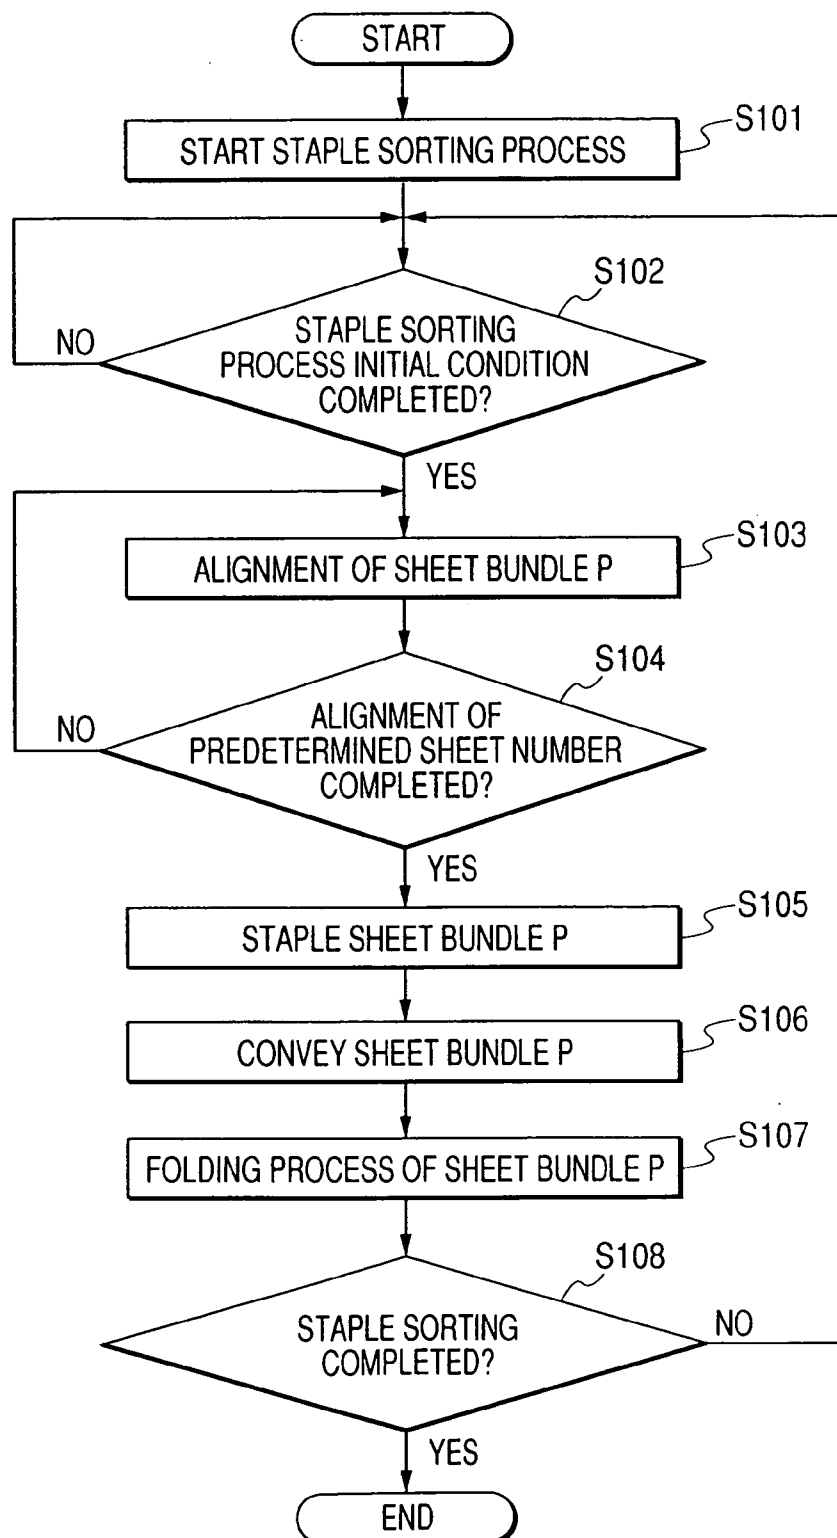 START
S101
START STAPLE SORTING PROCESS
S102
STAPLE SORTING
PROCESS INITIAL CONDITION
COMPLETED?
NO
YES
S103
ALIGNMENT OF SHEET BUNDLE P
S104
ALIGNMENT OF
PREDETERMINED SHEET NUMBER
COMPLETED?
NO
YES
S105
STAPLE SHEET BUNDLE P
S106
CONVEY SHEET BUNDLE P
S107
FOLDING PROCESS OF SHEET BUNDLE P
S108
STAPLE SORTING
COMPLETED?
NO
YES
END